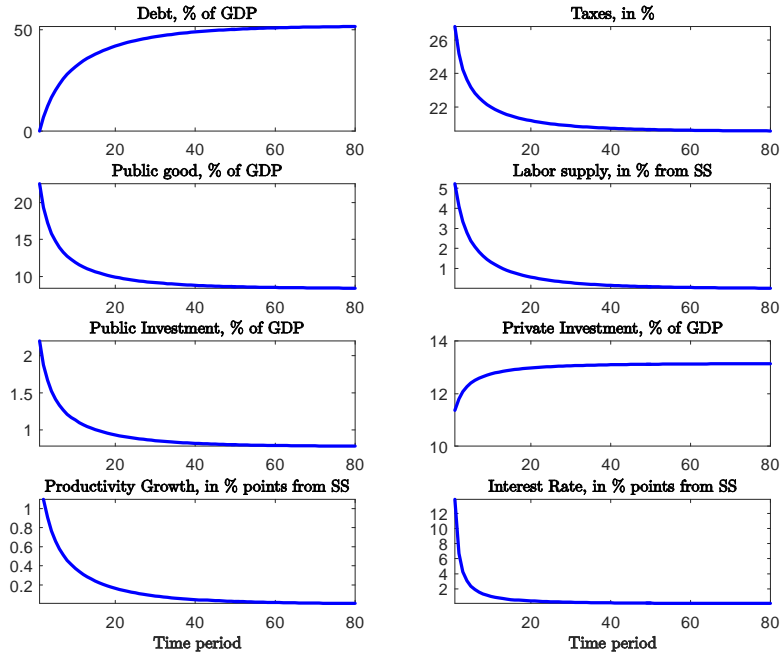 Debt, % of GDP
50
0
20 40 60 80
Taxes, in %
26
24
22
20 40 60 80
Public good, % of GDP
20
15
10
20 40 60 80
Labor supply, in % from SS
5
4
3
2
1
20 40 60 80
Public Investment, % of GDP
2
1.5
1
20 40 60 80
Private Investment, % of GDP
14
12
10
20 40 60 80
Productivity Growth, in % points from SS
1
0.8
0.6
0.4
0.2
20 40 60 80
Time period
Interest Rate, in % points from SS
12
10
8
6
4
2
20 40 60 80
Time period